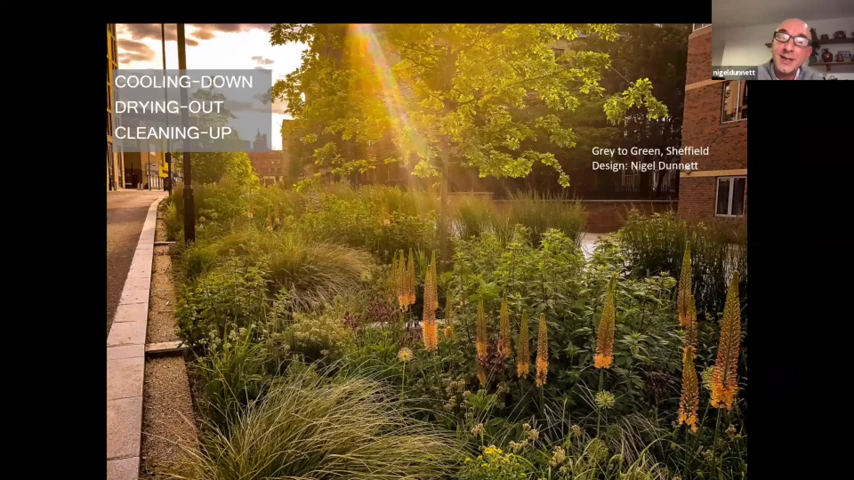 COOLING-DOWN
DRYING-OUT
CLEANING-UP
Grey to Green, Sheffield
Design: Nigel Dunnett
nigeldunnett